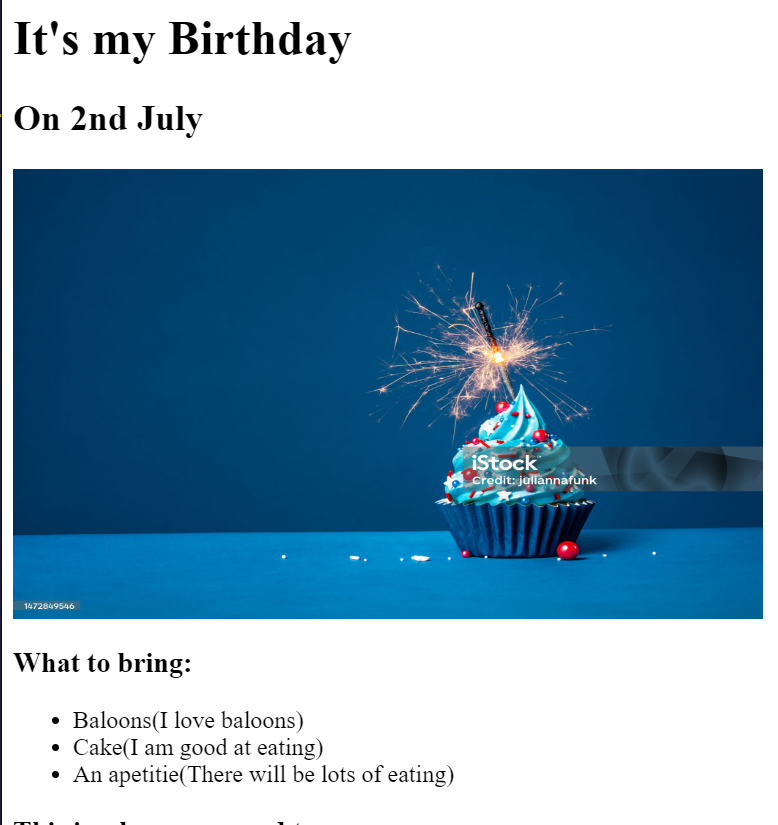 It's my Birthday
On 2nd July
iStock
Credit: juliannafunk
1472849546
What to bring:
Baloons(I love baloons)
Cake(I am good at eating)
An apetitie(There will be lots of eating)